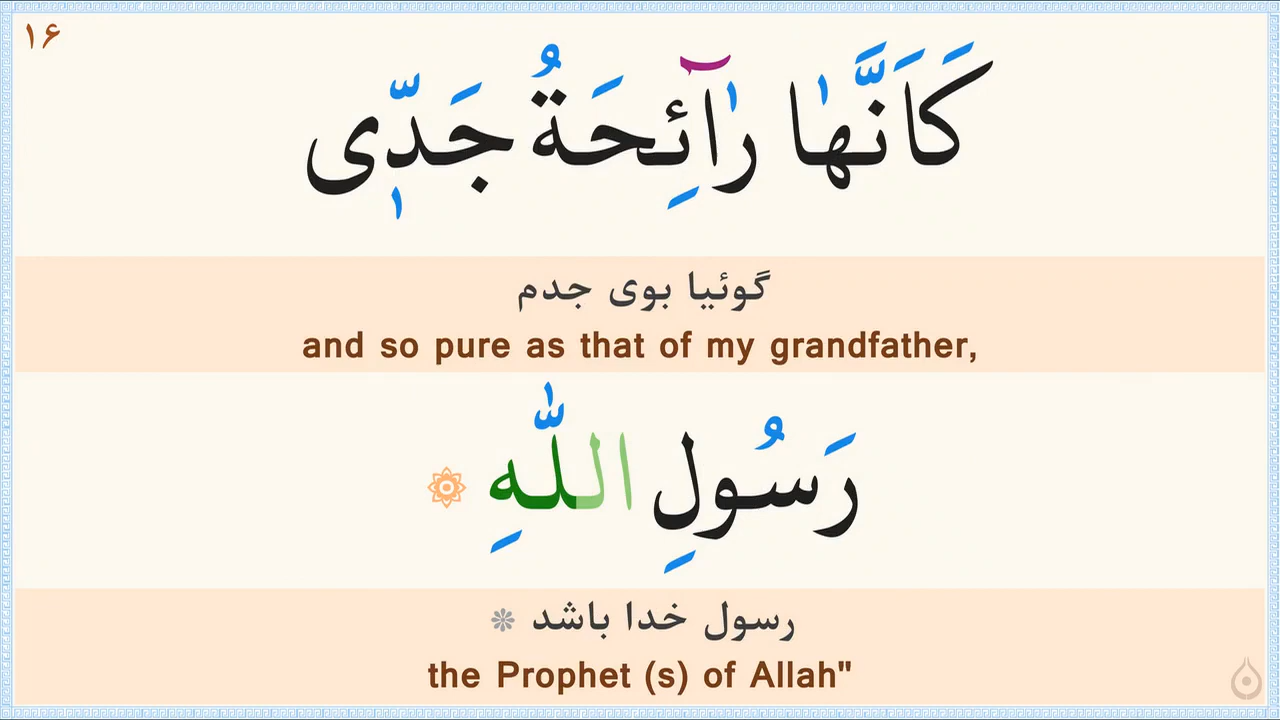 ۱۶
كَاَنَّهٰا رٰآئِحَةُ جَدّٖى
گوئیا بوی جدم
and so pure as that of my grandfather,
رَسُولِ اللّٰهِ
رسول خدا باشد
the Prophet (s) of Allah"